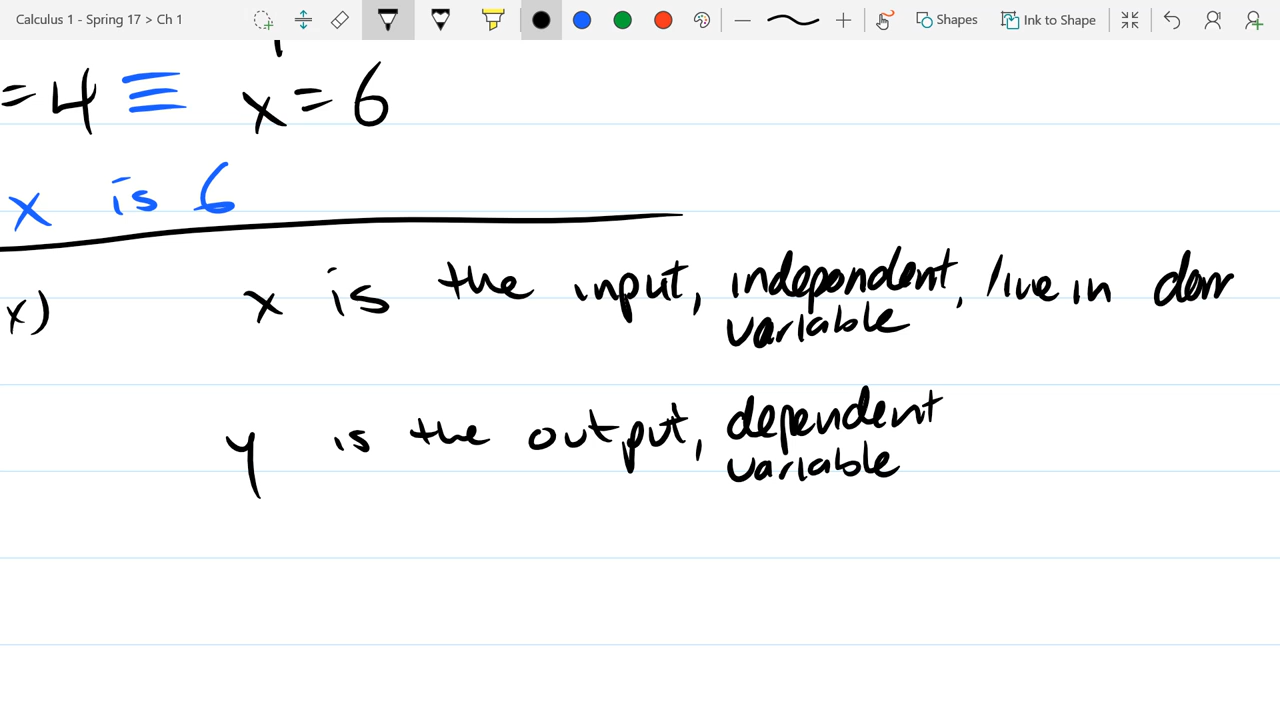 Calculus 1 - Spring 17 > Ch 1
Shapes
Ink to Shape
=4 ≡ x = 6
x is 6
x) x is the input, independent variable, live in dom
y is the output, dependent variable